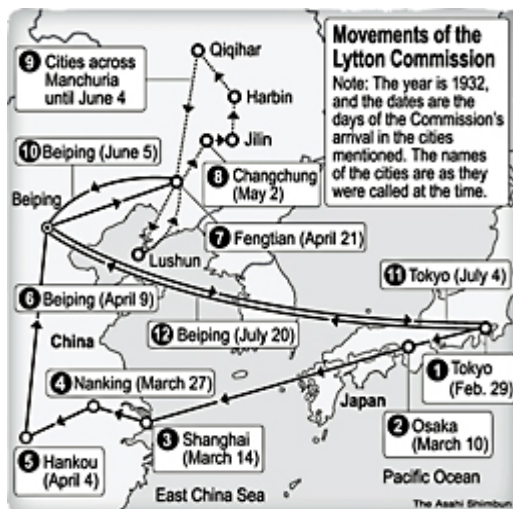 Movements of the
Lytton Commission
Note: The year is 1932,
and the dates are the
days of the Commission's
arrival in the cities
mentioned. The names
of the cities are as they
were called at the time.
9 Cities across
Manchuria
until June 4
Qiqihar
Harbin
Jilin
10 Beiping (June 5)
8 Changchung
(May 2)
Beiping
7 Fengtian (April 21)
Lushun
11 Tokyo (July 4)
6 Beiping (April 9)
12 Beiping (July 20)
China
4 Nanking (March 27)
1 Tokyo
(Feb. 29)
Japan
2 Osaka
(March 10)
3 Shanghai
(March 14)
5 Hankou
(April 4)
Pacific Ocean
East China Sea
The Asahi Shimbun